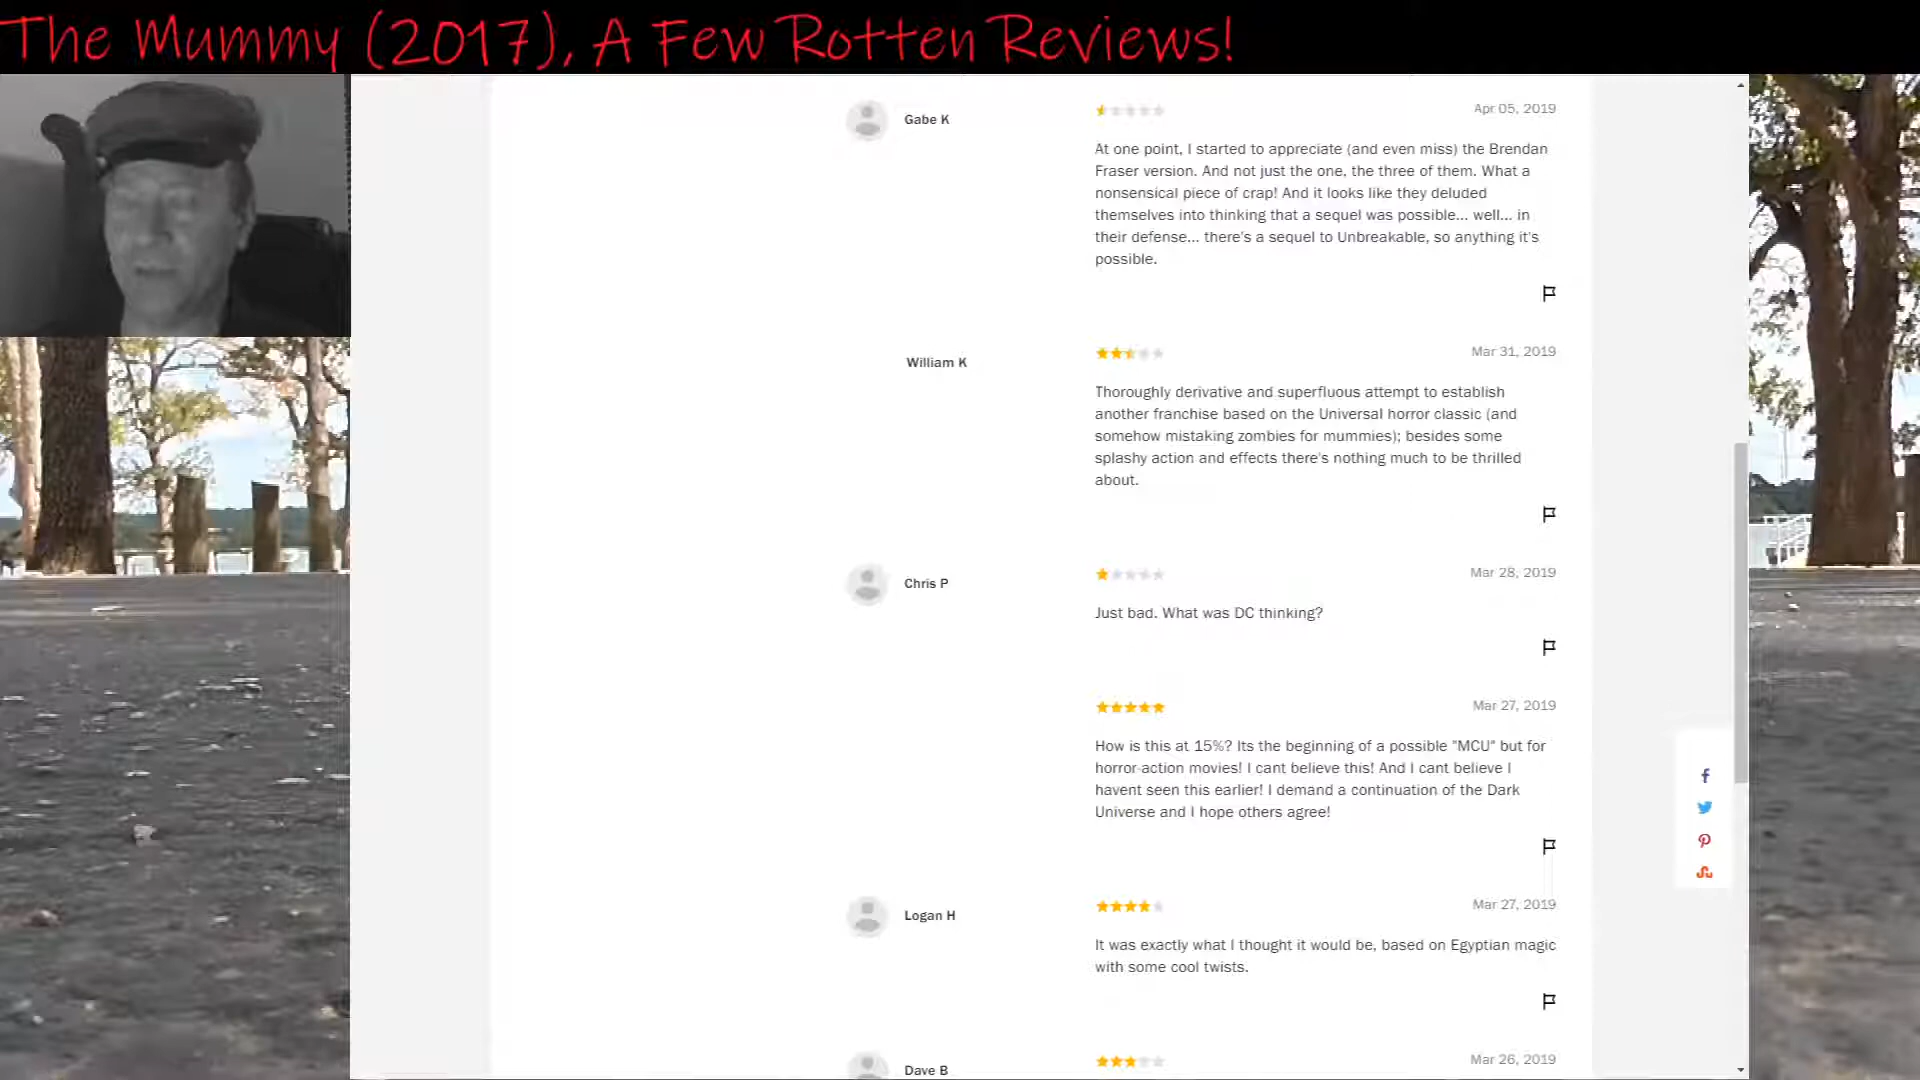 The Mummy (2017), A Few Rotten Reviews!
Gabe K
Apr 05, 2019
At one point, I started to appreciate (and even miss) the Brendan
Fraser version. And not just the one, the three of them. What a
nonsensical piece of crap! And it looks like they deluded
themselves into thinking that a sequel was possible... well... in
their defense... there's a sequel to Unbreakable, so anything it's
possible.
William K
Mar 31, 2019
Thoroughly derivative and superfluous attempt to establish
another franchise based on the Universal horror classic (and
somehow mistaking zombies for mummies); besides some
splashy action and effects there's nothing much to be thrilled
about.
Chris P
Mar 28, 2019
Just bad. What was DC thinking?
Mar 27, 2019
How is this at 15%? Its the beginning of a possible "MCU" but for
horror-action movies! I cant believe this! And I cant believe I
havent seen this earlier! I demand a continuation of the Dark
Universe and I hope others agree!
Logan H
Mar 27, 2019
It was exactly what I thought it would be, based on Egyptian magic
with some cool twists.
Dave B
Mar 26, 2019